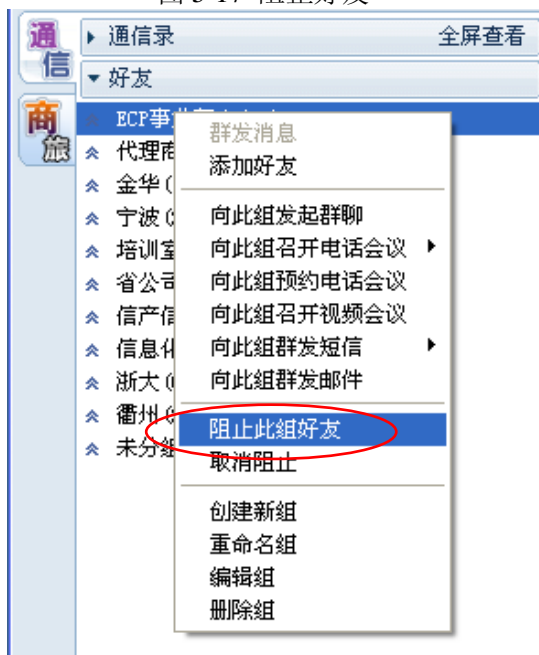 图 3-17 阻止好友
通信
通信录
全屏查看
好友
商旅
ECP事
群发消息
代理商
添加好友
金华(
宁波(
向此组发起群聊
培训室
向此组召开电话会议
省公司
向此组预约电话会议
信产信
向此组召开视频会议
信息化
向此组群发短信
浙大(
向此组群发邮件
衢州(
阻止此组好友
未分组
取消阻止
创建新组
重命名组
编辑组
删除组